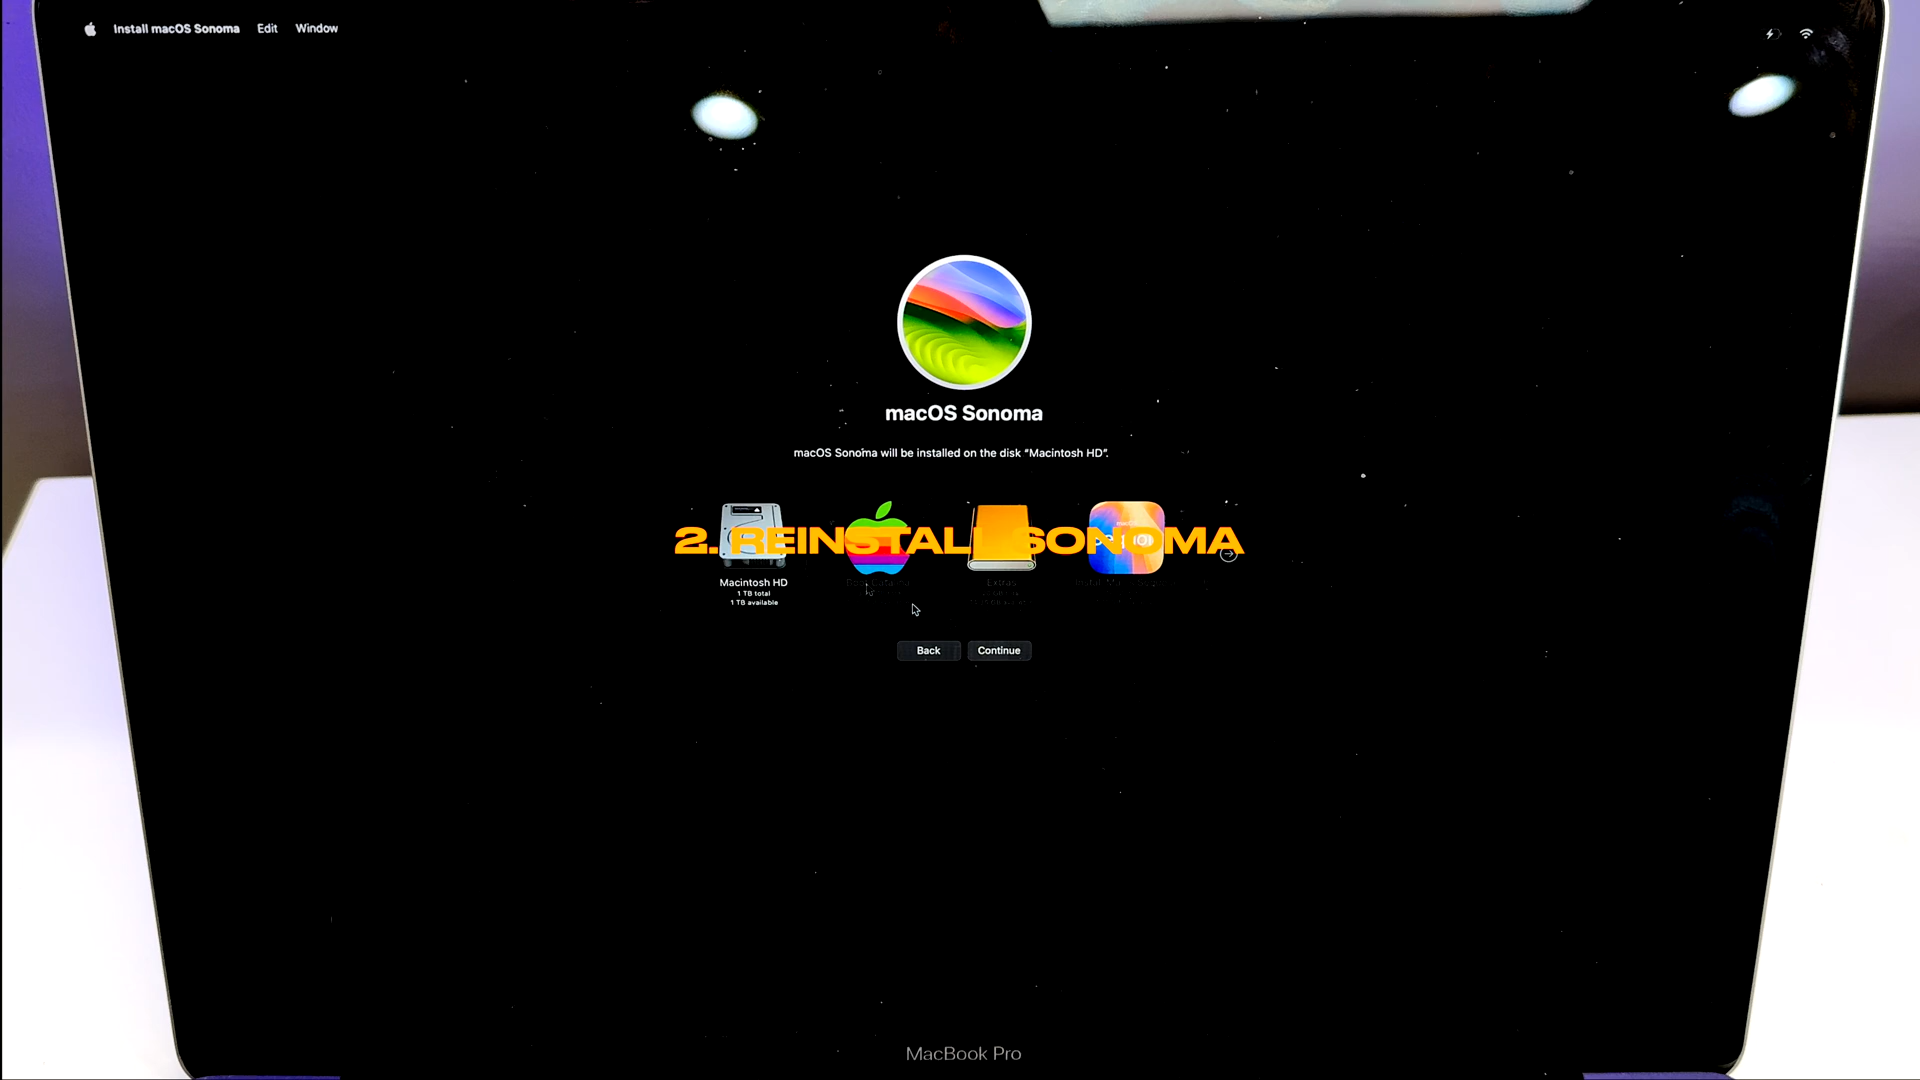 Install macOS Sonoma Edit Window
macOS Sonoma
macOS Sonoma will be installed on the disk “Macintosh HD”.
2. REINSTALL SONOMA
Macintosh HD
1 TB total
1 TB available
Extras
Back Continue
MacBook Pro